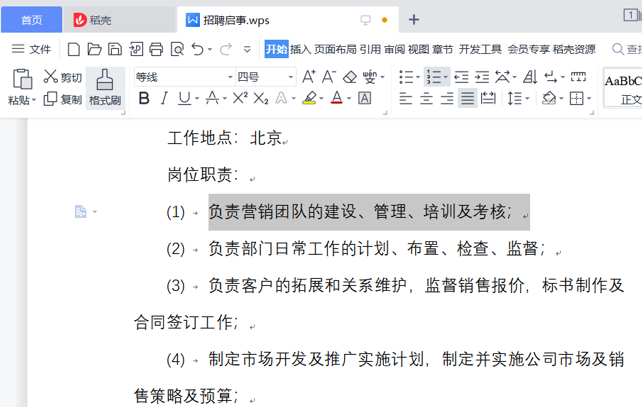 首页 稻壳 招聘启事.wps
文件 开始 插入 页面布局 引用 审阅 视图 章节 开发工具 会员专享 稻壳资源 查找
粘贴 剪切 复制 格式刷 等线 四号 AaBbC 正文
工作地点：北京
岗位职责：
(1) 负责营销团队的建设、管理、培训及考核；
(2) 负责部门日常工作的计划、布置、检查、监督；
(3) 负责客户的拓展和关系维护，监督销售报价，标书制作及
合同签订工作；
(4) 制定市场开发及推广实施计划，制定并实施公司市场及销
售策略及预算；